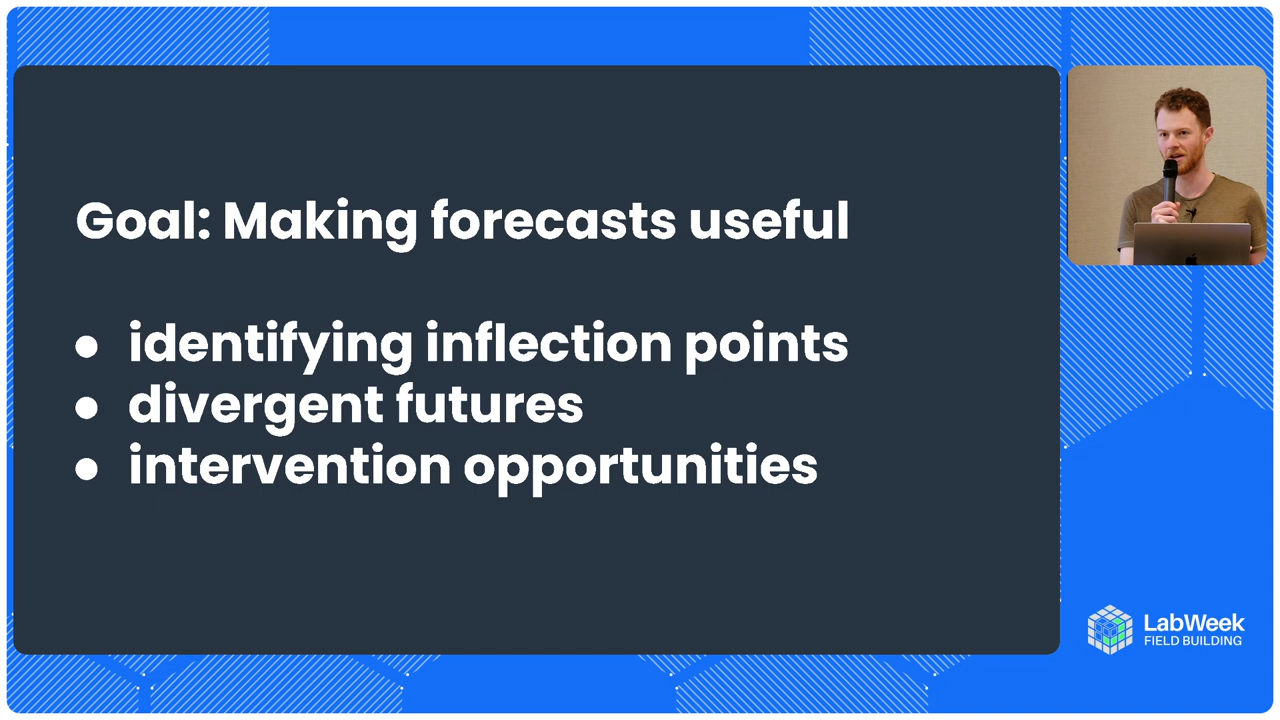 Goal: Making forecasts useful
● identifying inflection points
● divergent futures
● intervention opportunities
LabWeek
FIELD BUILDING